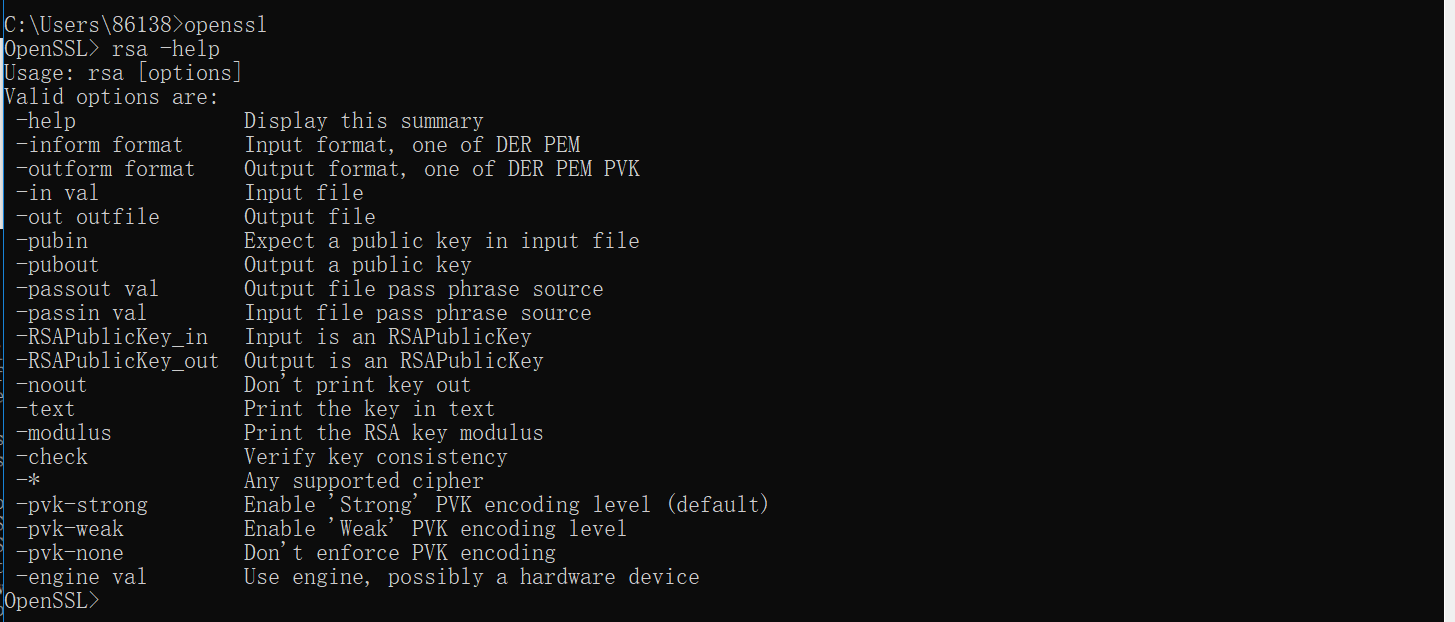 C:\Users\86138>openssl
OpenSSL> rsa -help
Usage: rsa [options]
Valid options are:
 -help              Display this summary
 -inform format     Input format, one of DER PEM
 -outform format    Output format, one of DER PEM PVK
 -in val            Input file
 -out outfile       Output file
 -pubin             Expect a public key in input file
 -pubout            Output a public key
 -passout val       Output file pass phrase source
 -passin val        Input file pass phrase source
 -RSAPublicKey_in   Input is an RSAPublicKey
 -RSAPublicKey_out  Output is an RSAPublicKey
 -noout             Don't print key out
 -text              Print the key in text
 -modulus           Print the RSA key modulus
 -check             Verify key consistency
 -*                 Any supported cipher
 -pvk-strong        Enable 'Strong' PVK encoding level (default)
 -pvk-weak          Enable 'Weak' PVK encoding level
 -pvk-none          Don't enforce PVK encoding
 -engine val        Use engine, possibly a hardware device
OpenSSL>